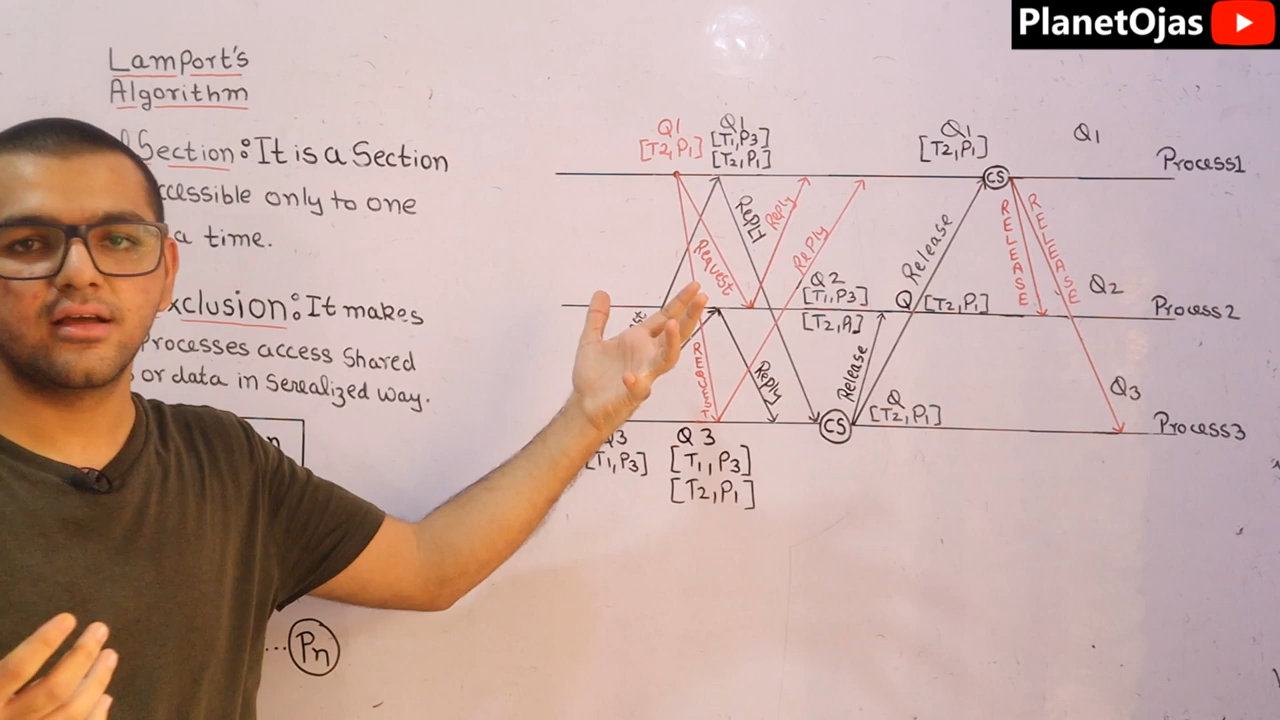 PlanetOjas
Lamport's
Algorithm
Section: It is a Section
ccessible only to one
a time.
xclusion: It makes
Processes access Shared
or data in Serealized way.
n
... Pn
Q1
[T2,P1]
Q1
[T1,P3]
[T2,P1]
Q1
[T2,P1]
Q1
Process1
CS
Reply
Reply
Reply
Request
Release
RELEASE
RELEASE
Q2
[T1,P3]
[T2,P1]
Q [T2,P1]
Q2
Process2
REQUEST
Reply
Release
Q
[T2,P1]
Q3
Process3
CS
Q3
[T1,P3]
Q3
[T1,P3]
[T2,P1]